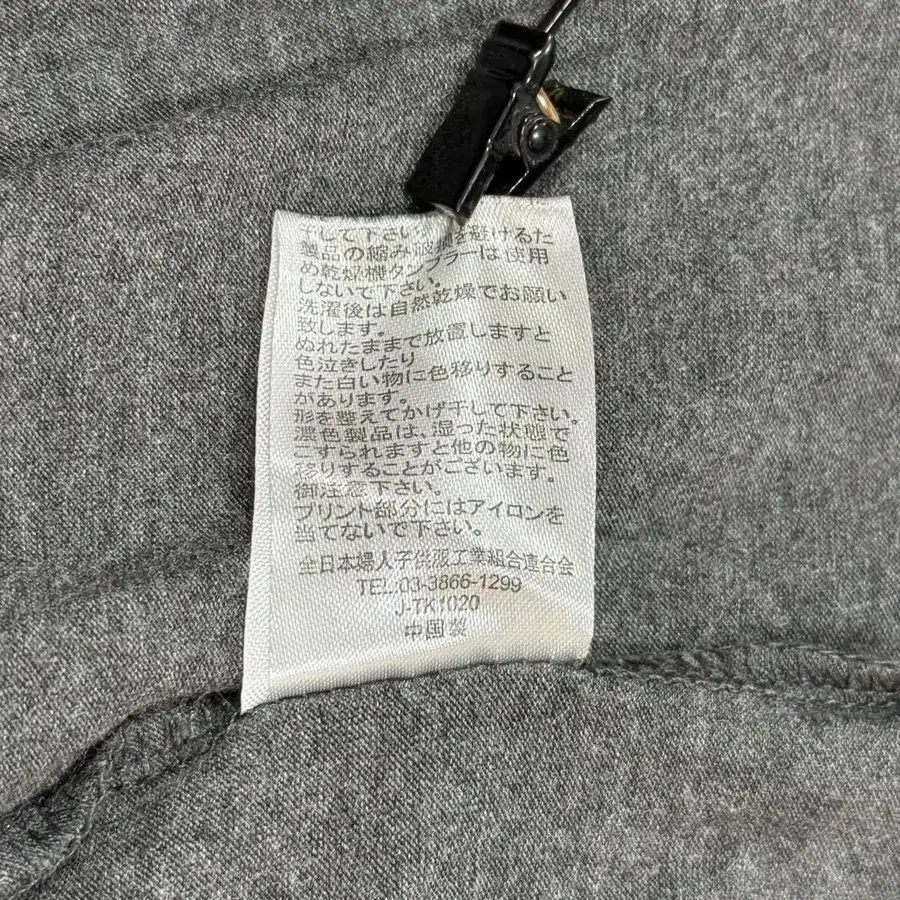 干して下さい
製品の縮み破損を避けるた
め乾燥機タンブラーは使用
しないで下さい。
洗濯後は自然乾燥でお願い
致します。
ぬれたままで放置しますと
色泣きしたり
また白い物に色移りすること
があります。
形を整えてかげ干して下さい。
濃色製品は、湿った状態で
こすられますと他の物に色
移りすることがございます。
御注意下さい。
プリント部分にはアイロンを
当てないで下さい。
全日本婦人子供服工業組合連合会
TEL.03-3866-1299
J-TK1020
中国製